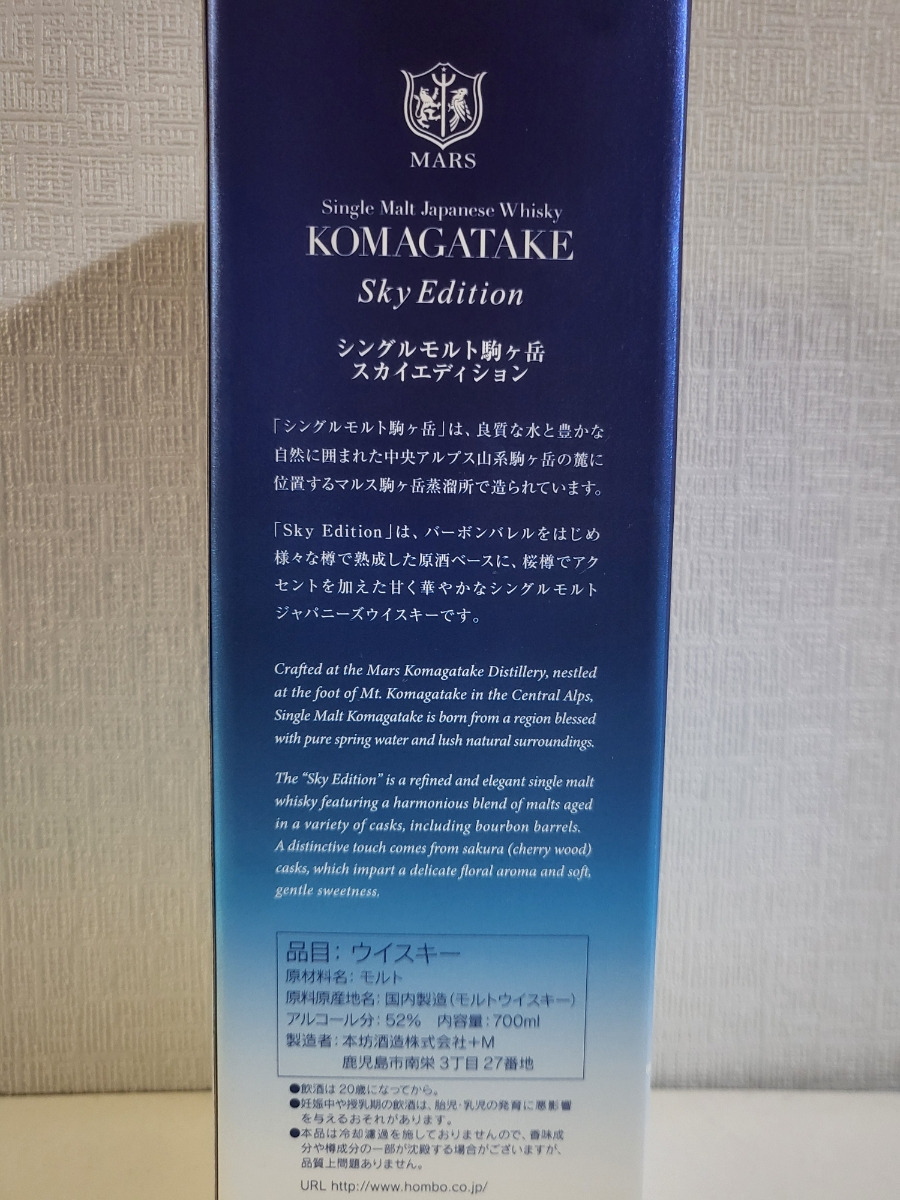 MARS
Single Malt Japanese Whisky
KOMAGATAKE
Sky Edition
シングルモルト駒ヶ岳
スカイエディション
「シングルモルト駒ヶ岳」は、良質な水と豊かな
自然に囲まれた中央アルプス山系駒ヶ岳の麓に
位置するマルス駒ヶ岳蒸溜所で造られています。
「Sky Edition」は、バーボンバレルをはじめ
様々な樽で熟成した原酒ベースに、桜樽でアク
セントを加えた甘く華やかなシングルモルト
ジャパニーズウイスキーです。
Crafted at the Mars Komagatake Distillery, nestled
at the foot of Mt. Komagatake in the Central Alps,
Single Malt Komagatake is born from a region blessed
with pure spring water and lush natural surroundings.
The “Sky Edition” is a refined and elegant single malt
whisky featuring a harmonious blend of malts aged
in a variety of casks, including bourbon barrels.
A distinctive touch comes from sakura (cherry wood)
casks, which impart a delicate floral aroma and soft,
gentle sweetness.
品目：ウイスキー
原材料名：モルト
原料原産地名：国内製造（モルトウイスキー）
アルコール分：52%　内容量：700ml
製造者：本坊酒造株式会社+M
鹿児島市南栄3丁目27番地
●飲酒は20歳になってから。
●妊娠中や授乳期の飲酒は、胎児・乳児の発育に悪影響
を与えるおそれがあります。
●本品は冷却濾過を施しておりませんので、香味成
分や樽成分の一部が沈殿する場合がございますが、
品質上問題ありません。
URL http://www.hombo.co.jp/